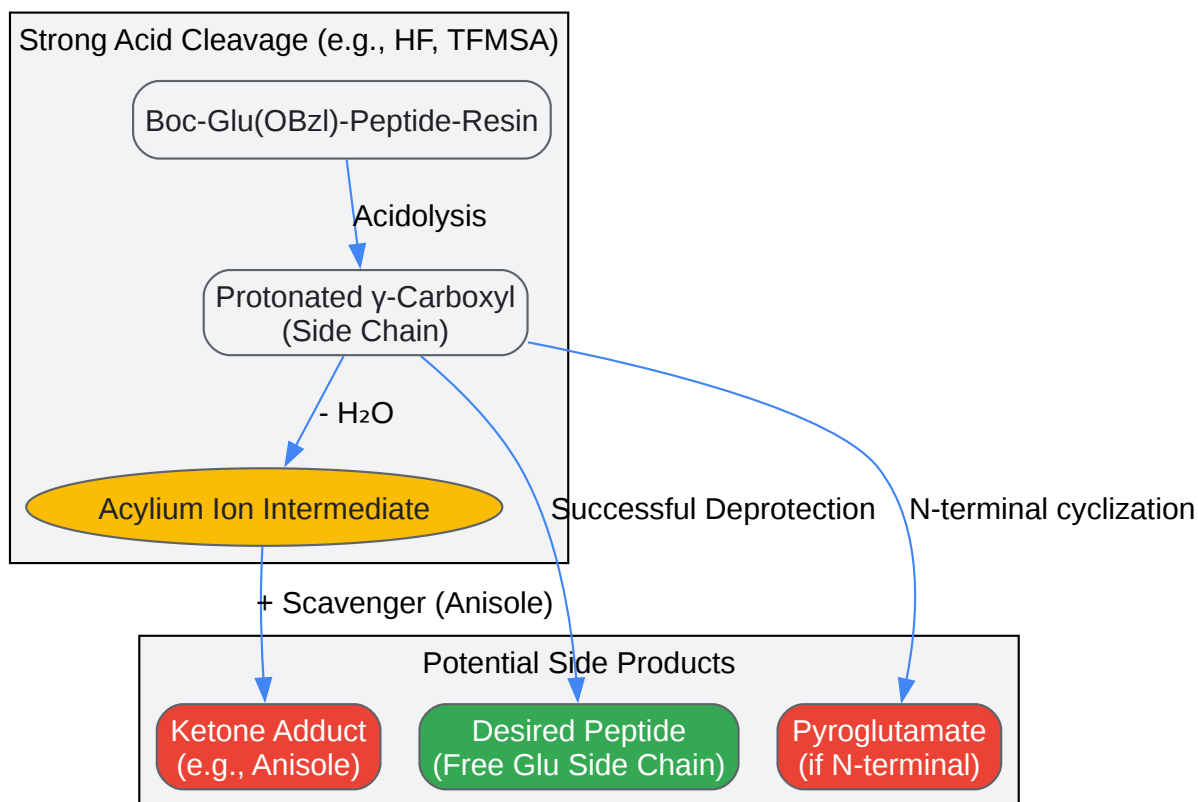 Strong Acid Cleavage (e.g., HF, TFMSA)
Boc-Glu(OBzl)-Peptide-Resin
Acidolysis
Protonated γ-Carboxyl
(Side Chain)
- H₂O
Acylium Ion Intermediate
Successful Deprotection
N-terminal cyclization
+ Scavenger (Anisole)
Potential Side Products
Ketone Adduct
(e.g., Anisole)
Desired Peptide
(Free Glu Side Chain)
Pyroglutamate
(if N-terminal)